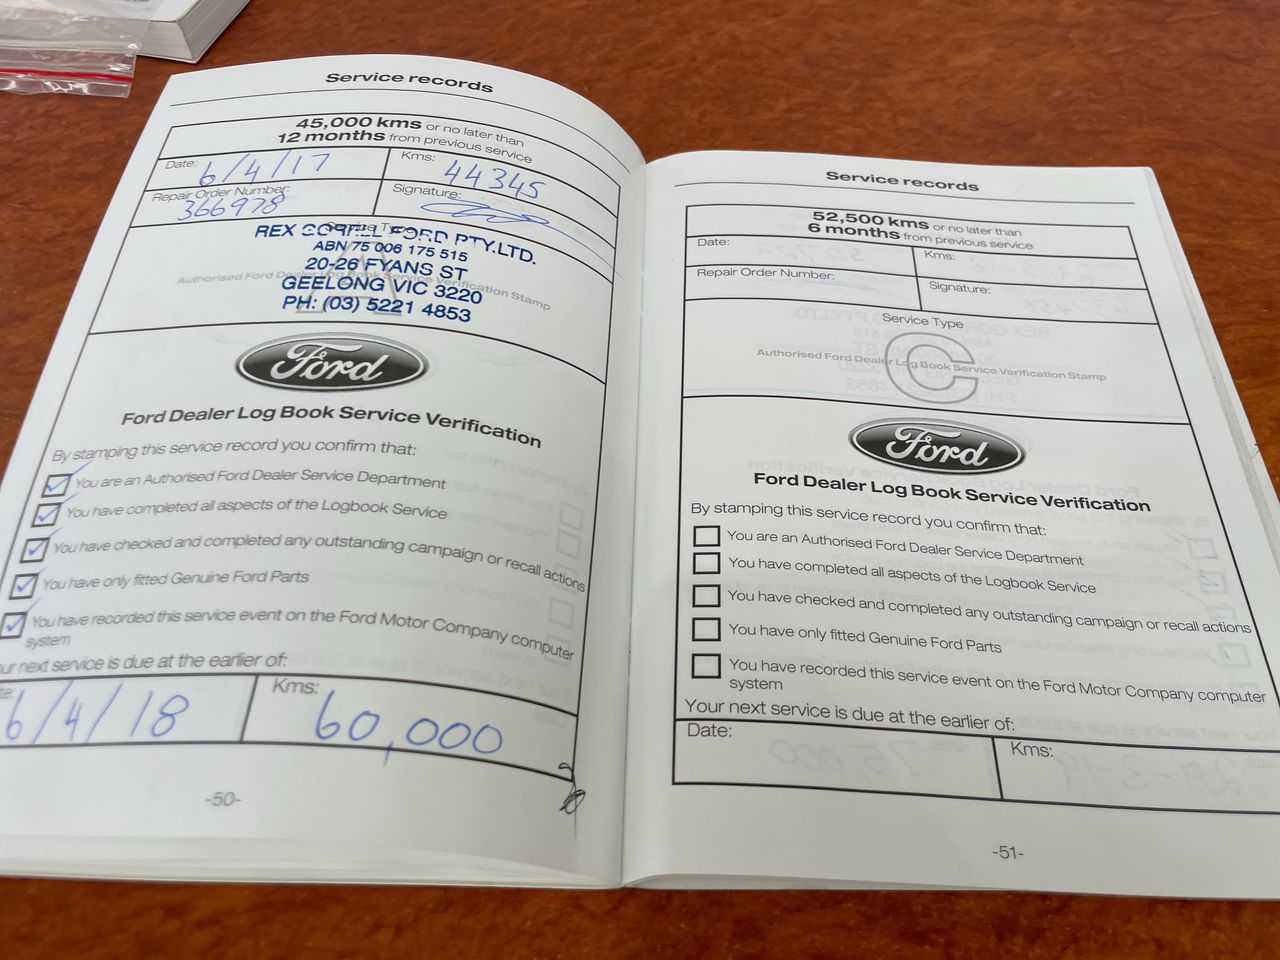 Service records
45,000 kms or no later than
12 months from previous service
Date: 6/4/17
Kms: 44345
Repair Order Number: 366978
Signature:
Service Type
REX GORELL FORD PTY.LTD.
ABN 75 006 175 515
20-26 FYANS ST
GEELONG VIC 3220
PH: (03) 5221 4853
A
Authorised Ford Dealer Log Book Service Verification Stamp
Ford
Ford Dealer Log Book Service Verification
By stamping this service record you confirm that:
You are an Authorised Ford Dealer Service Department
You have completed all aspects of the Logbook Service
You have checked and completed any outstanding campaign or recall actions
You have only fitted Genuine Ford Parts
You have recorded this service event on the Ford Motor Company computer
system
ur next service is due at the earlier of:
te: 6/4/18
Kms: 60,000
-50-
Service records
52,500 kms or no later than
6 months from previous service
Date:
Kms:
Repair Order Number:
Signature:
Service Type
C
Authorised Ford Dealer Log Book Service Verification Stamp
Ford
Ford Dealer Log Book Service Verification
By stamping this service record you confirm that:
You are an Authorised Ford Dealer Service Department
You have completed all aspects of the Logbook Service
You have checked and completed any outstanding campaign or recall actions
You have only fitted Genuine Ford Parts
You have recorded this service event on the Ford Motor Company computer
system
Your next service is due at the earlier of:
Date:
Kms:
-51-